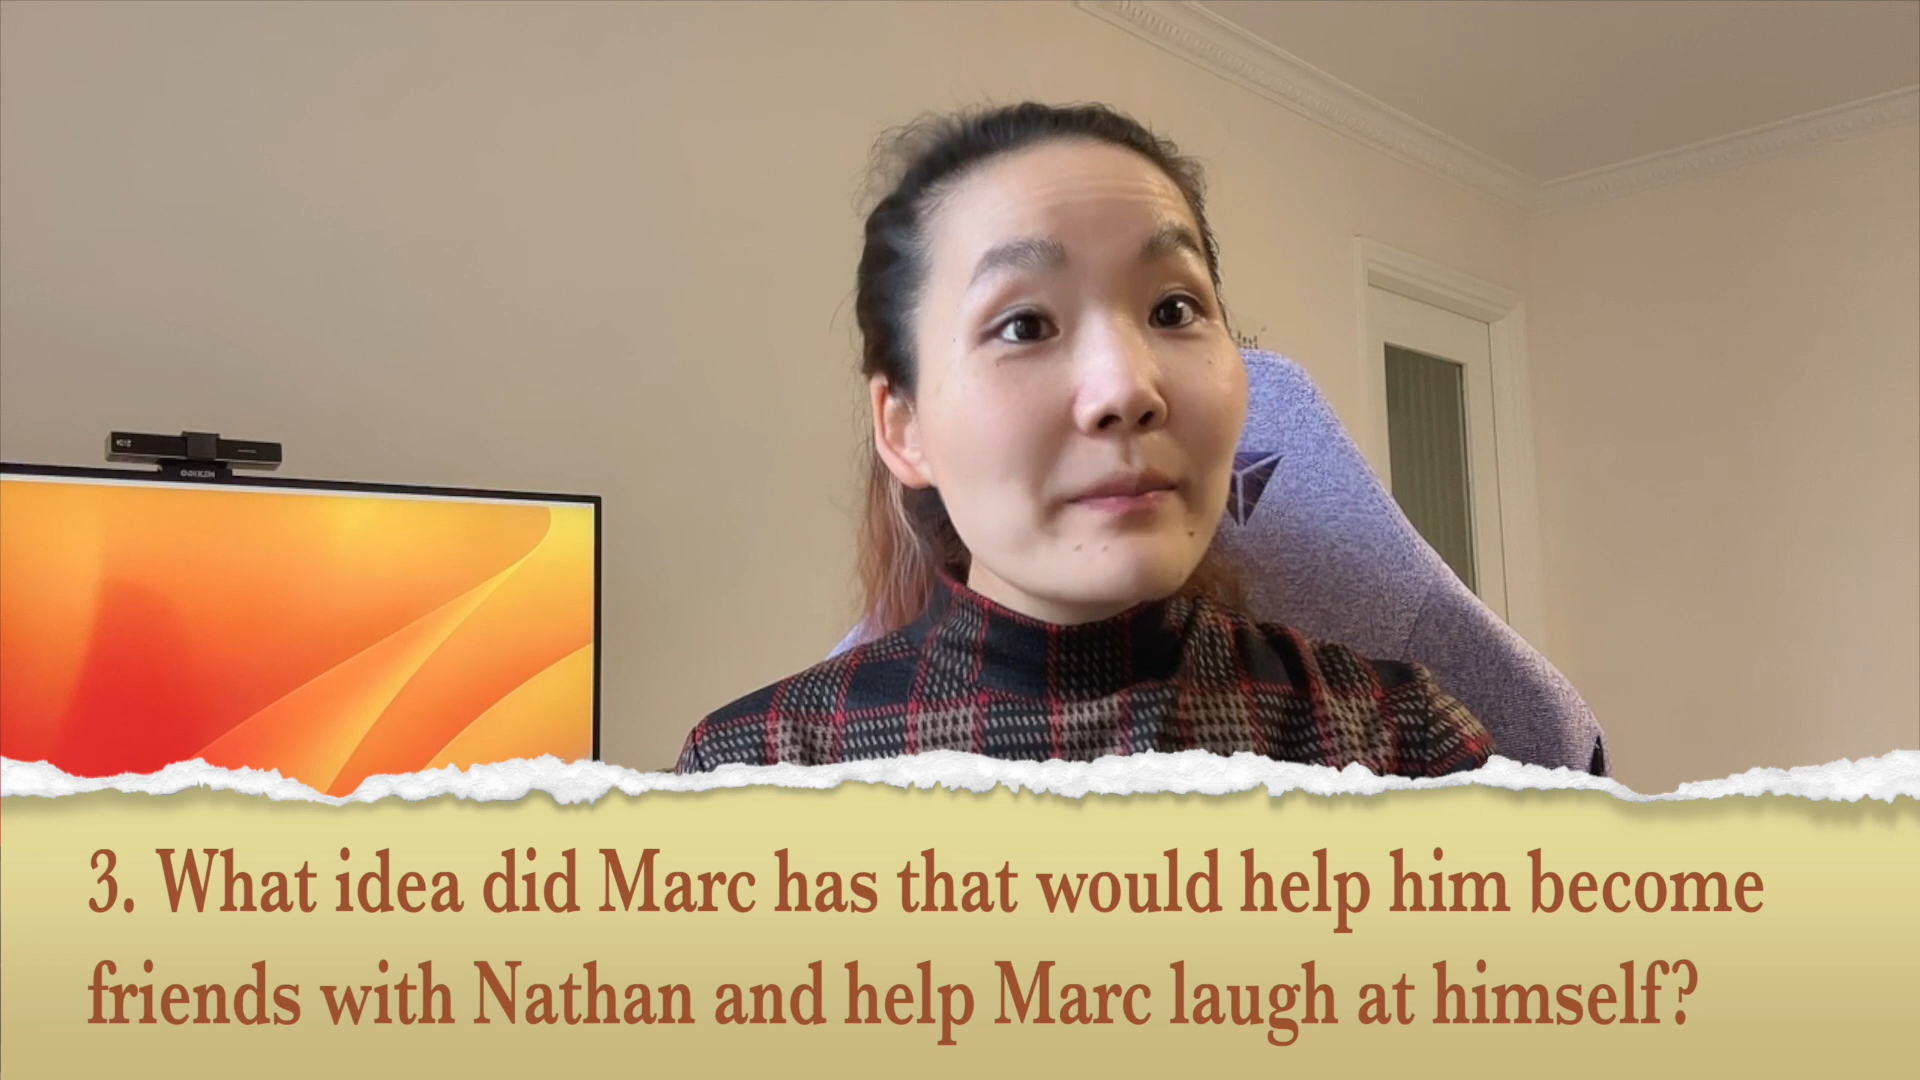 3. What idea did Marc has that would help him become
friends with Nathan and help Marc laugh at himself?